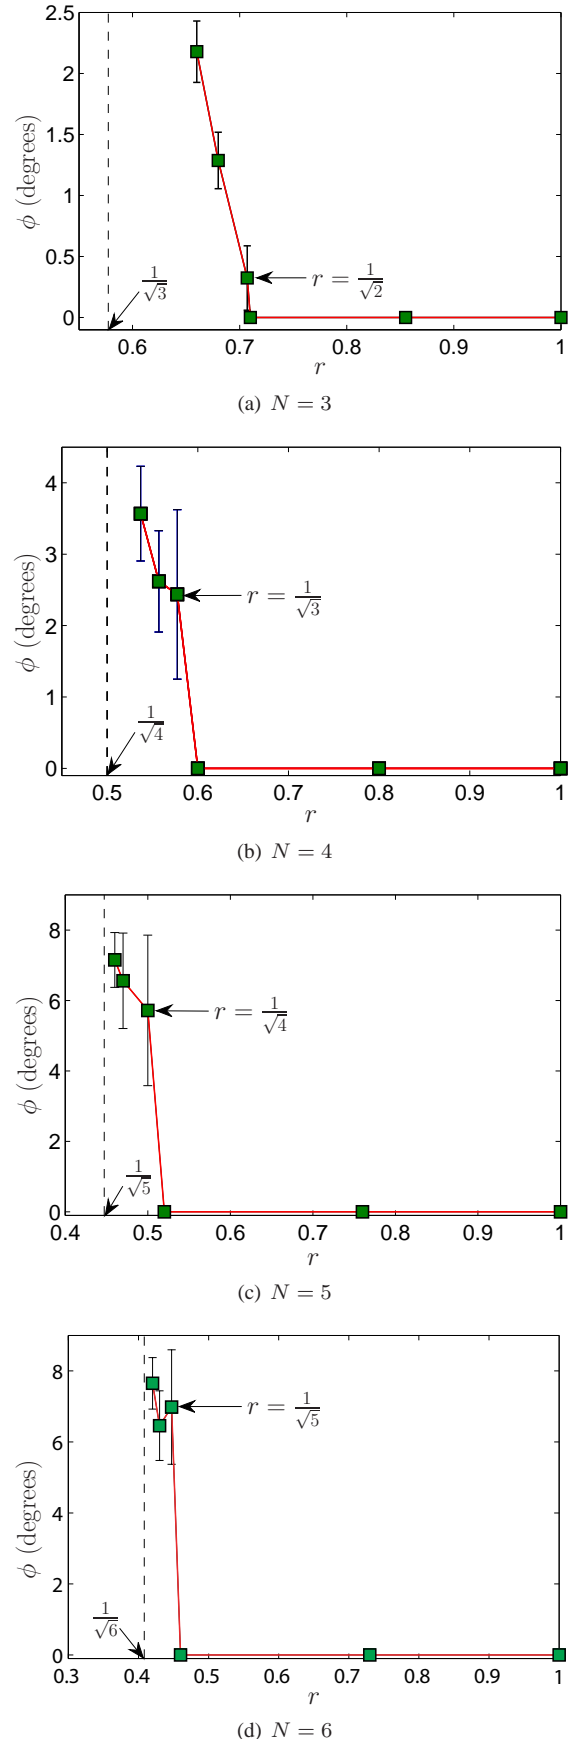 2.5
2
1.5
1
0.5
0
ϕ (degrees)
1/√3
r = 1/√2
0.6 0.7 0.8 0.9 1
r
(a) N = 3
4
3
2
1
0
ϕ (degrees)
r = 1/√3
1/√4
0.5 0.6 0.7 0.8 0.9 1
r
(b) N = 4
8
6
4
2
0
ϕ (degrees)
r = 1/√4
1/√5
0.4 0.5 0.6 0.7 0.8 0.9 1
r
(c) N = 5
8
6
4
2
0
ϕ (degrees)
r = 1/√5
1/√6
0.3 0.4 0.5 0.6 0.7 0.8 0.9 1
r
(d) N = 6